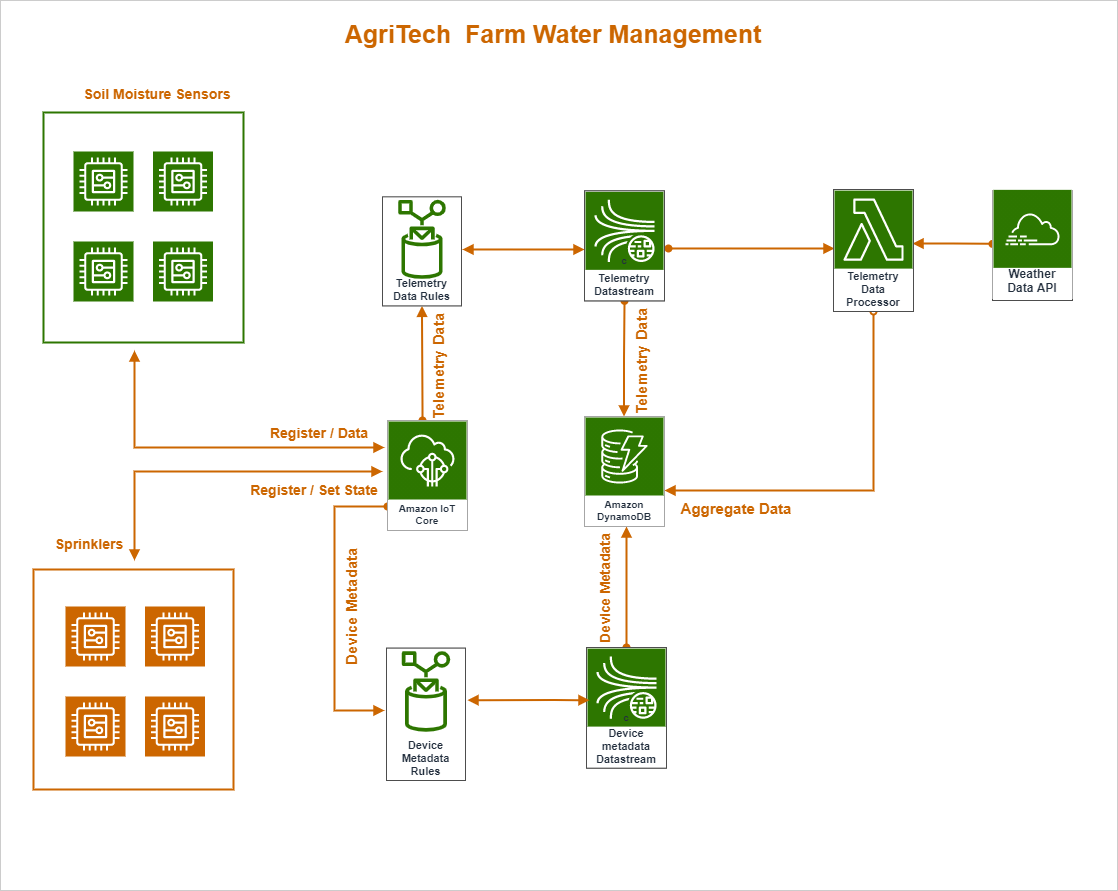 AgriTech  Farm Water Management
Soil Moisture Sensors
Telemetry
Data Rules
Telemetry
Datastream
C
Telemetry
Data
Processor
Weather
Data API
Telemetry Data
Telemetry Data
Register / Data
Register / Set State
Amazon IoT
Core
Amazon
DynamoDB
Aggregate Data
Sprinklers
Device Metadata
Device Metadata
Device
Metadata
Rules
C
Device
metadata
Datastream